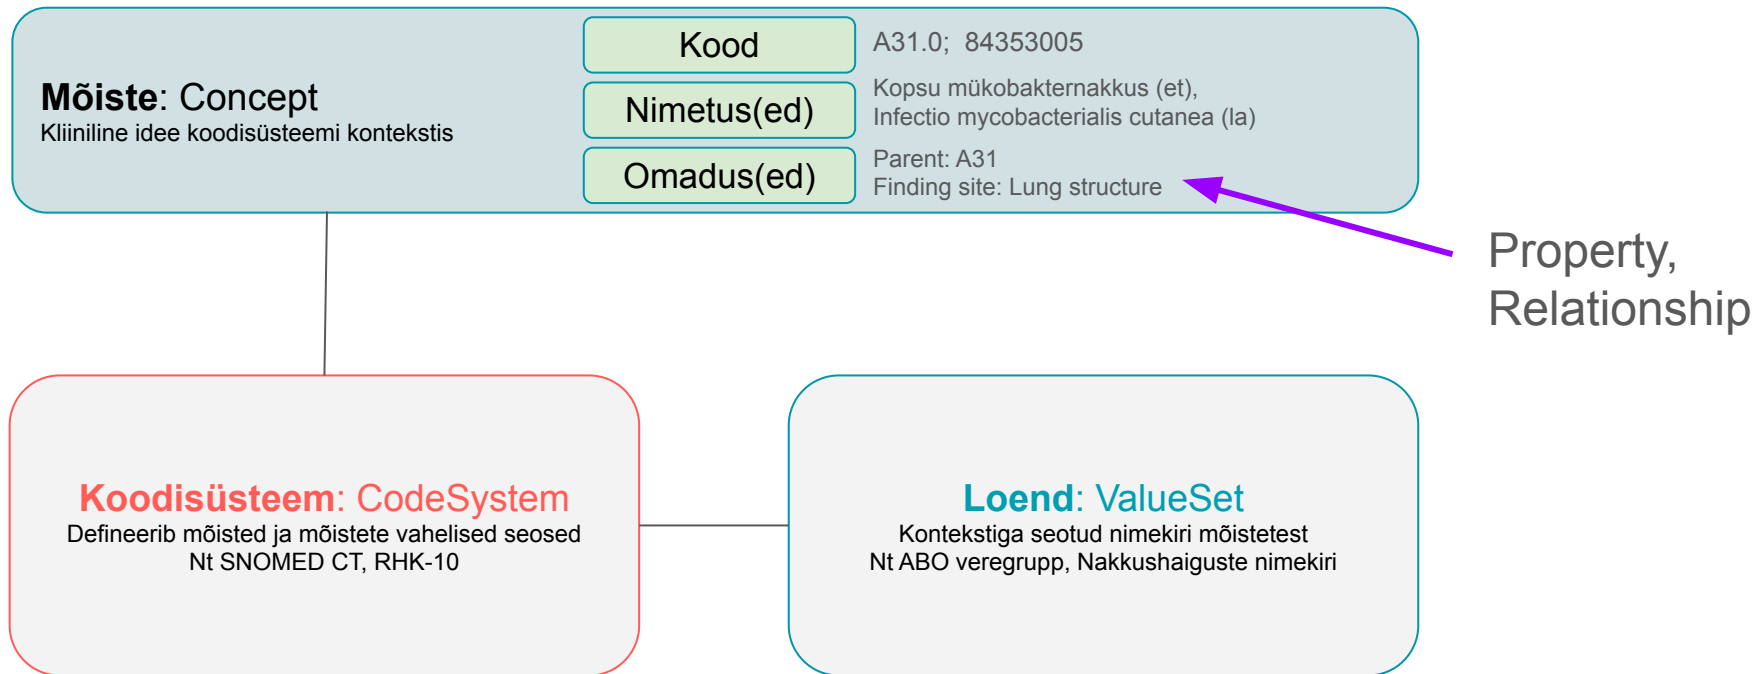 Mõiste: Concept
Kliiniline idee koodisüsteemi kontekstis
Kood
A31.0; 84353005
Nimetus(ed)
Kopsu mükobakternakkus (et),
Infectio mycobacterialis cutanea (la)
Omadus(ed)
Parent: A31
Finding site: Lung structure
Property,
Relationship
Koodisüsteem: CodeSystem
Defineerib mõisted ja mõistete vahelised seosed
Nt SNOMED CT, RHK-10
Loend: ValueSet
Kontekstiga seotud nimekiri mõistetest
Nt ABO veregrupp, Nakkushaiguste nimekiri